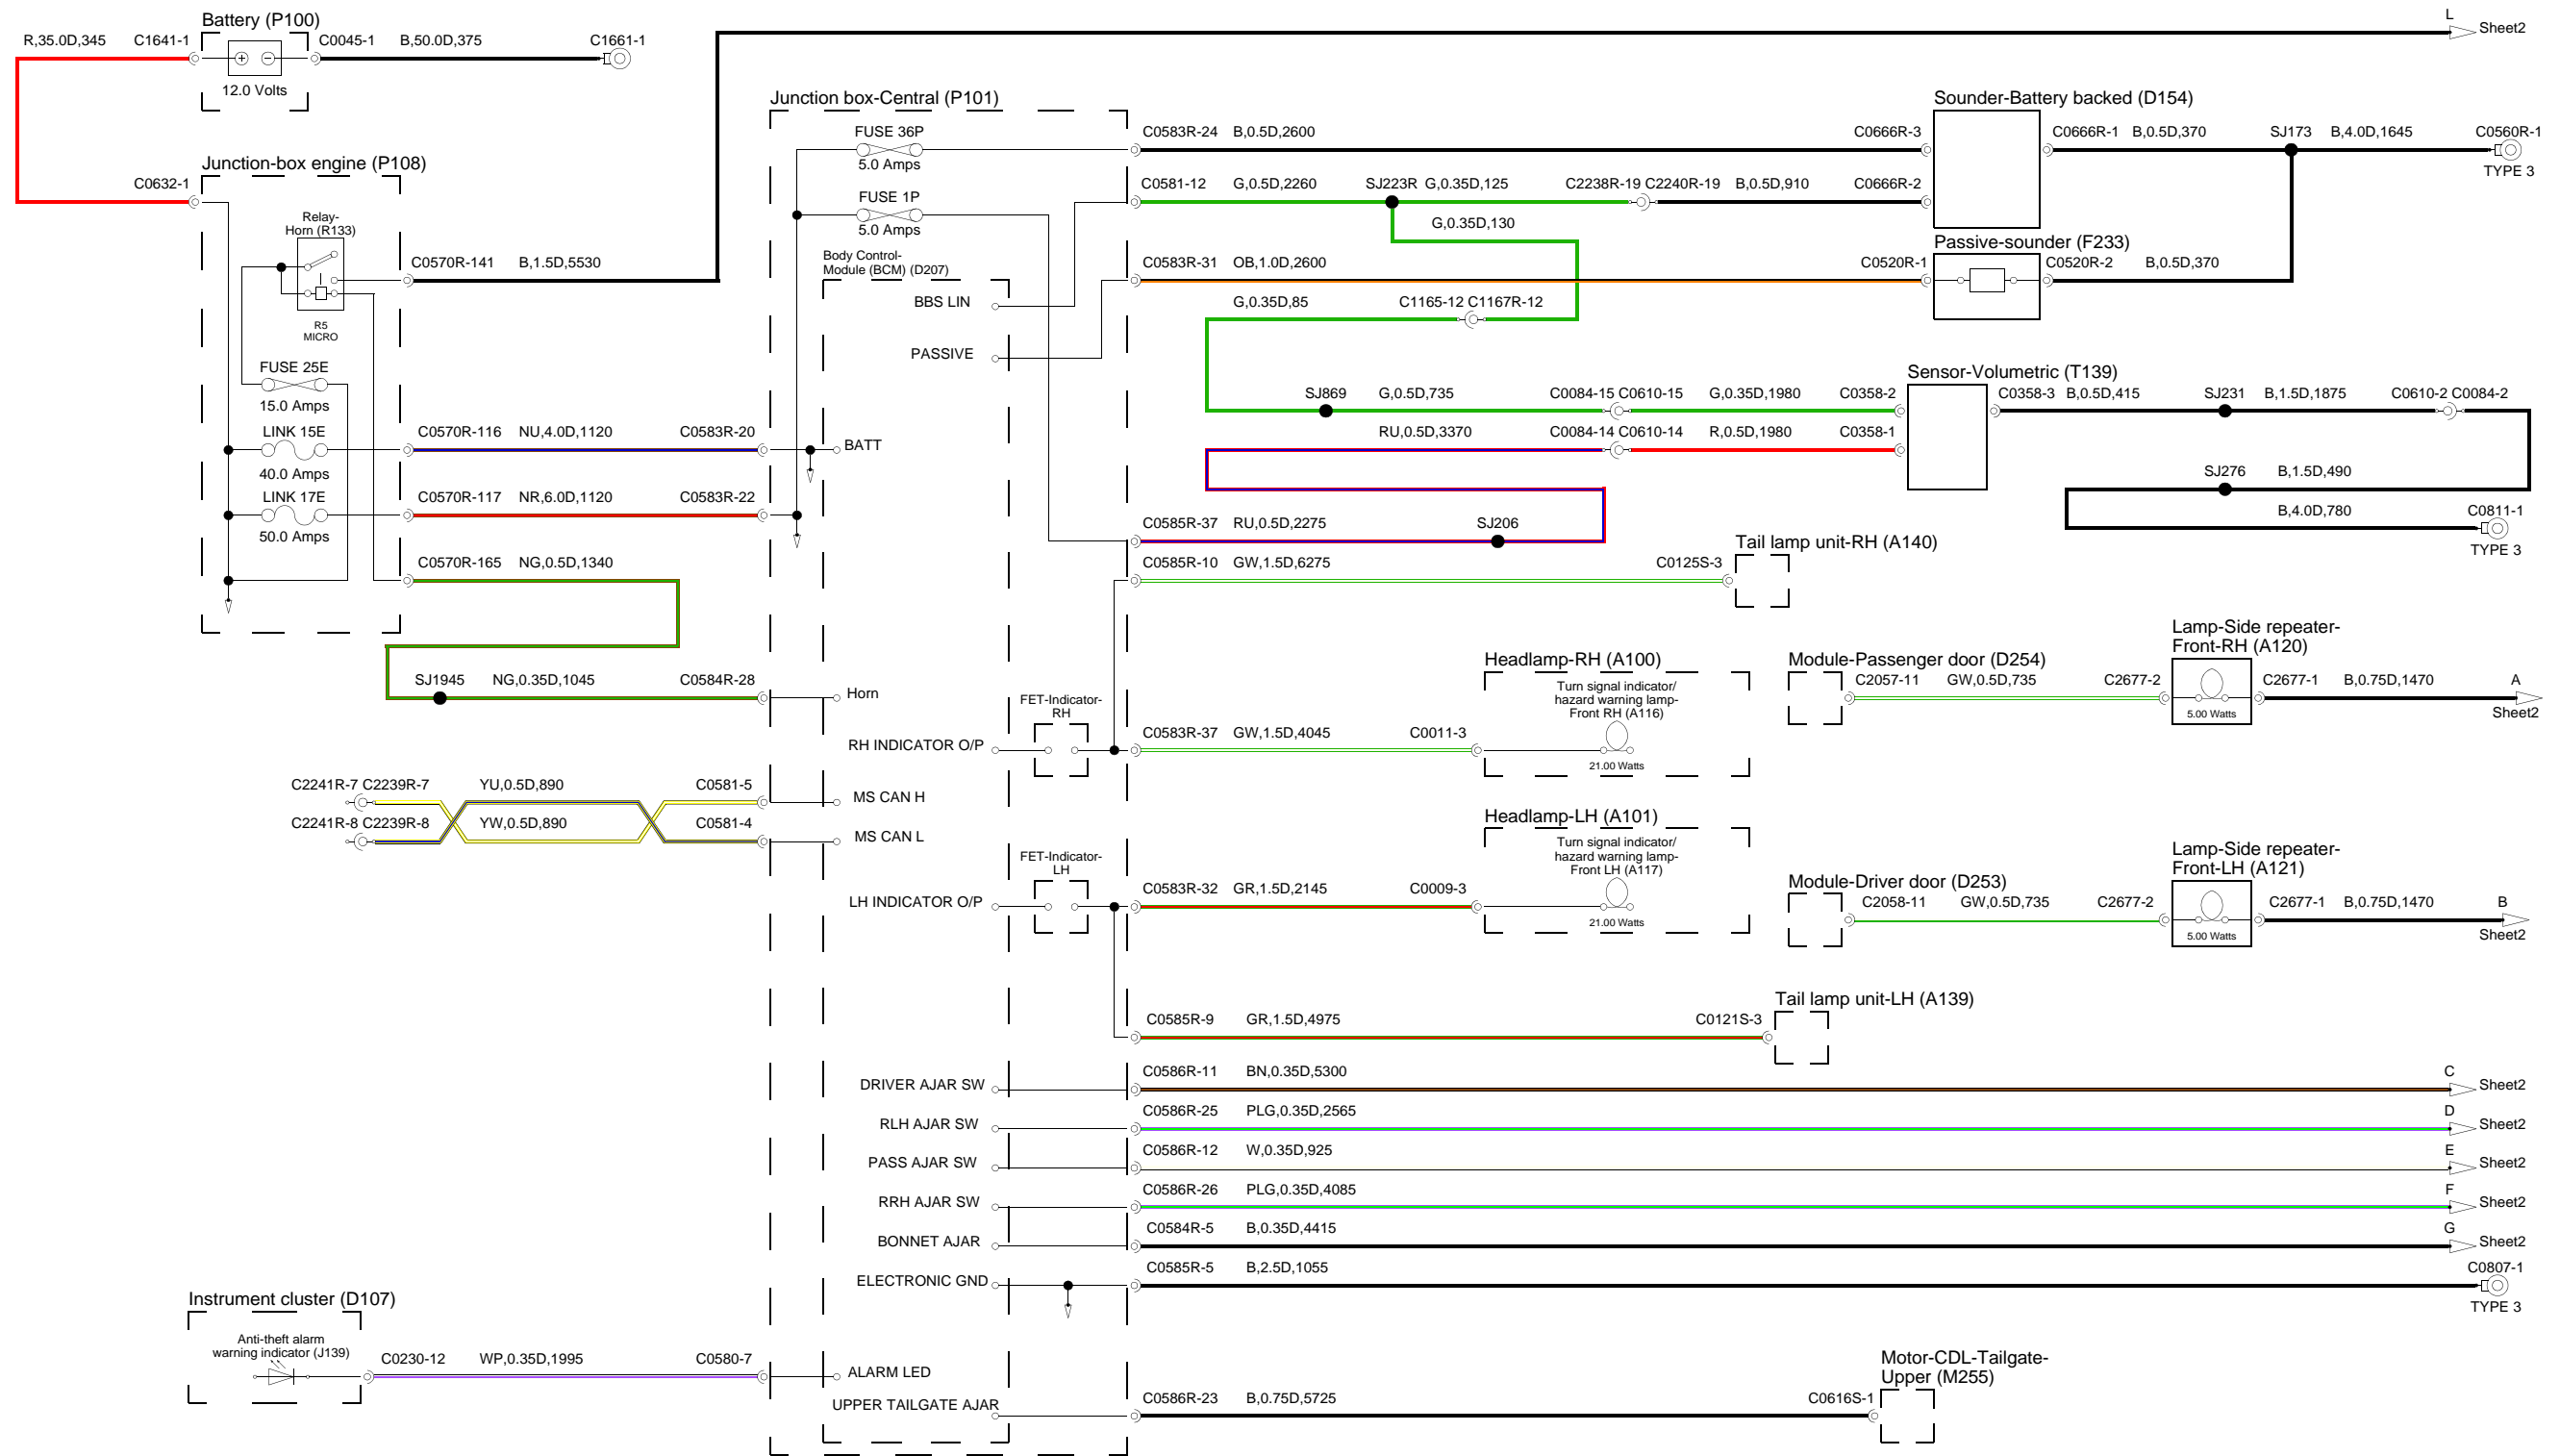 Battery (P100)
R,35.0D,345
C1641-1
C0045-1
B,50.0D,375
C1661-1
12.0 Volts
L
Sheet2
Junction-box engine (P108)
C0632-1
Relay-
Horn (R133)
R5
MICRO
C0570R-141
B,1.5D,5530
FUSE 25E
15.0 Amps
LINK 15E
40.0 Amps
LINK 17E
50.0 Amps
C0570R-116
NU,4.0D,1120
C0583R-20
C0570R-117
NR,6.0D,1120
C0583R-22
C0570R-165
NG,0.5D,1340
SJ1945
NG,0.35D,1045
C0584R-28
C2241R-7 C2239R-7
YU,0.5D,890
C0581-5
C2241R-8 C2239R-8
YW,0.5D,890
C0581-4
Instrument cluster (D107)
Anti-theft alarm
warning indicator (J139)
C0230-12
WP,0.35D,1995
C0580-7
Junction box-Central (P101)
FUSE 36P
5.0 Amps
FUSE 1P
5.0 Amps
Body Control-
Module (BCM) (D207)
BBS LIN
PASSIVE
BATT
Horn
FET-Indicator-
RH
RH INDICATOR O/P
MS CAN H
MS CAN L
FET-Indicator-
LH
LH INDICATOR O/P
DRIVER AJAR SW
RLH AJAR SW
PASS AJAR SW
RRH AJAR SW
BONNET AJAR
ELECTRONIC GND
ALARM LED
UPPER TAILGATE AJAR
C0583R-24
B,0.5D,2600
C0666R-3
Sounder-Battery backed (D154)
C0666R-1
B,0.5D,370
SJ173
B,4.0D,1645
C0560R-1
TYPE 3
C0581-12
G,0.5D,2260
SJ223R
G,0.35D,125
C2238R-19 C2240R-19
B,0.5D,910
C0666R-2
G,0.35D,130
Passive-sounder (F233)
C0583R-31
OB,1.0D,2600
C0520R-1
C0520R-2
B,0.5D,370
G,0.35D,85
C1165-12 C1167R-12
Sensor-Volumetric (T139)
SJ869
G,0.5D,735
C0084-15 C0610-15
G,0.35D,1980
C0358-2
C0358-3
B,0.5D,415
SJ231
B,1.5D,1875
C0610-2 C0084-2
RU,0.5D,3370
C0084-14 C0610-14
R,0.5D,1980
C0358-1
SJ276
B,1.5D,490
B,4.0D,780
C0811-1
TYPE 3
C0585R-37
RU,0.5D,2275
SJ206
Tail lamp unit-RH (A140)
C0585R-10
GW,1.5D,6275
C0125S-3
Headlamp-RH (A100)
Turn signal indicator/
hazard warning lamp-
Front RH (A116)
21.00 Watts
C0583R-37
GW,1.5D,4045
C0011-3
Module-Passenger door (D254)
C2057-11
GW,0.5D,735
C2677-2
Lamp-Side repeater-
Front-RH (A120)
5.00 Watts
C2677-1
B,0.75D,1470
A
Sheet2
Headlamp-LH (A101)
Turn signal indicator/
hazard warning lamp-
Front LH (A117)
21.00 Watts
C0583R-32
GR,1.5D,2145
C0009-3
Module-Driver door (D253)
C2058-11
GW,0.5D,735
C2677-2
Lamp-Side repeater-
Front-LH (A121)
5.00 Watts
C2677-1
B,0.75D,1470
B
Sheet2
Tail lamp unit-LH (A139)
C0585R-9
GR,1.5D,4975
C0121S-3
C0586R-11
BN,0.35D,5300
C
Sheet2
C0586R-25
PLG,0.35D,2565
D
Sheet2
C0586R-12
W,0.35D,925
E
Sheet2
C0586R-26
PLG,0.35D,4085
F
Sheet2
C0584R-5
B,0.35D,4415
G
Sheet2
C0585R-5
B,2.5D,1055
C0807-1
TYPE 3
Motor-CDL-Tailgate-
Upper (M255)
C0586R-23
B,0.75D,5725
C0616S-1